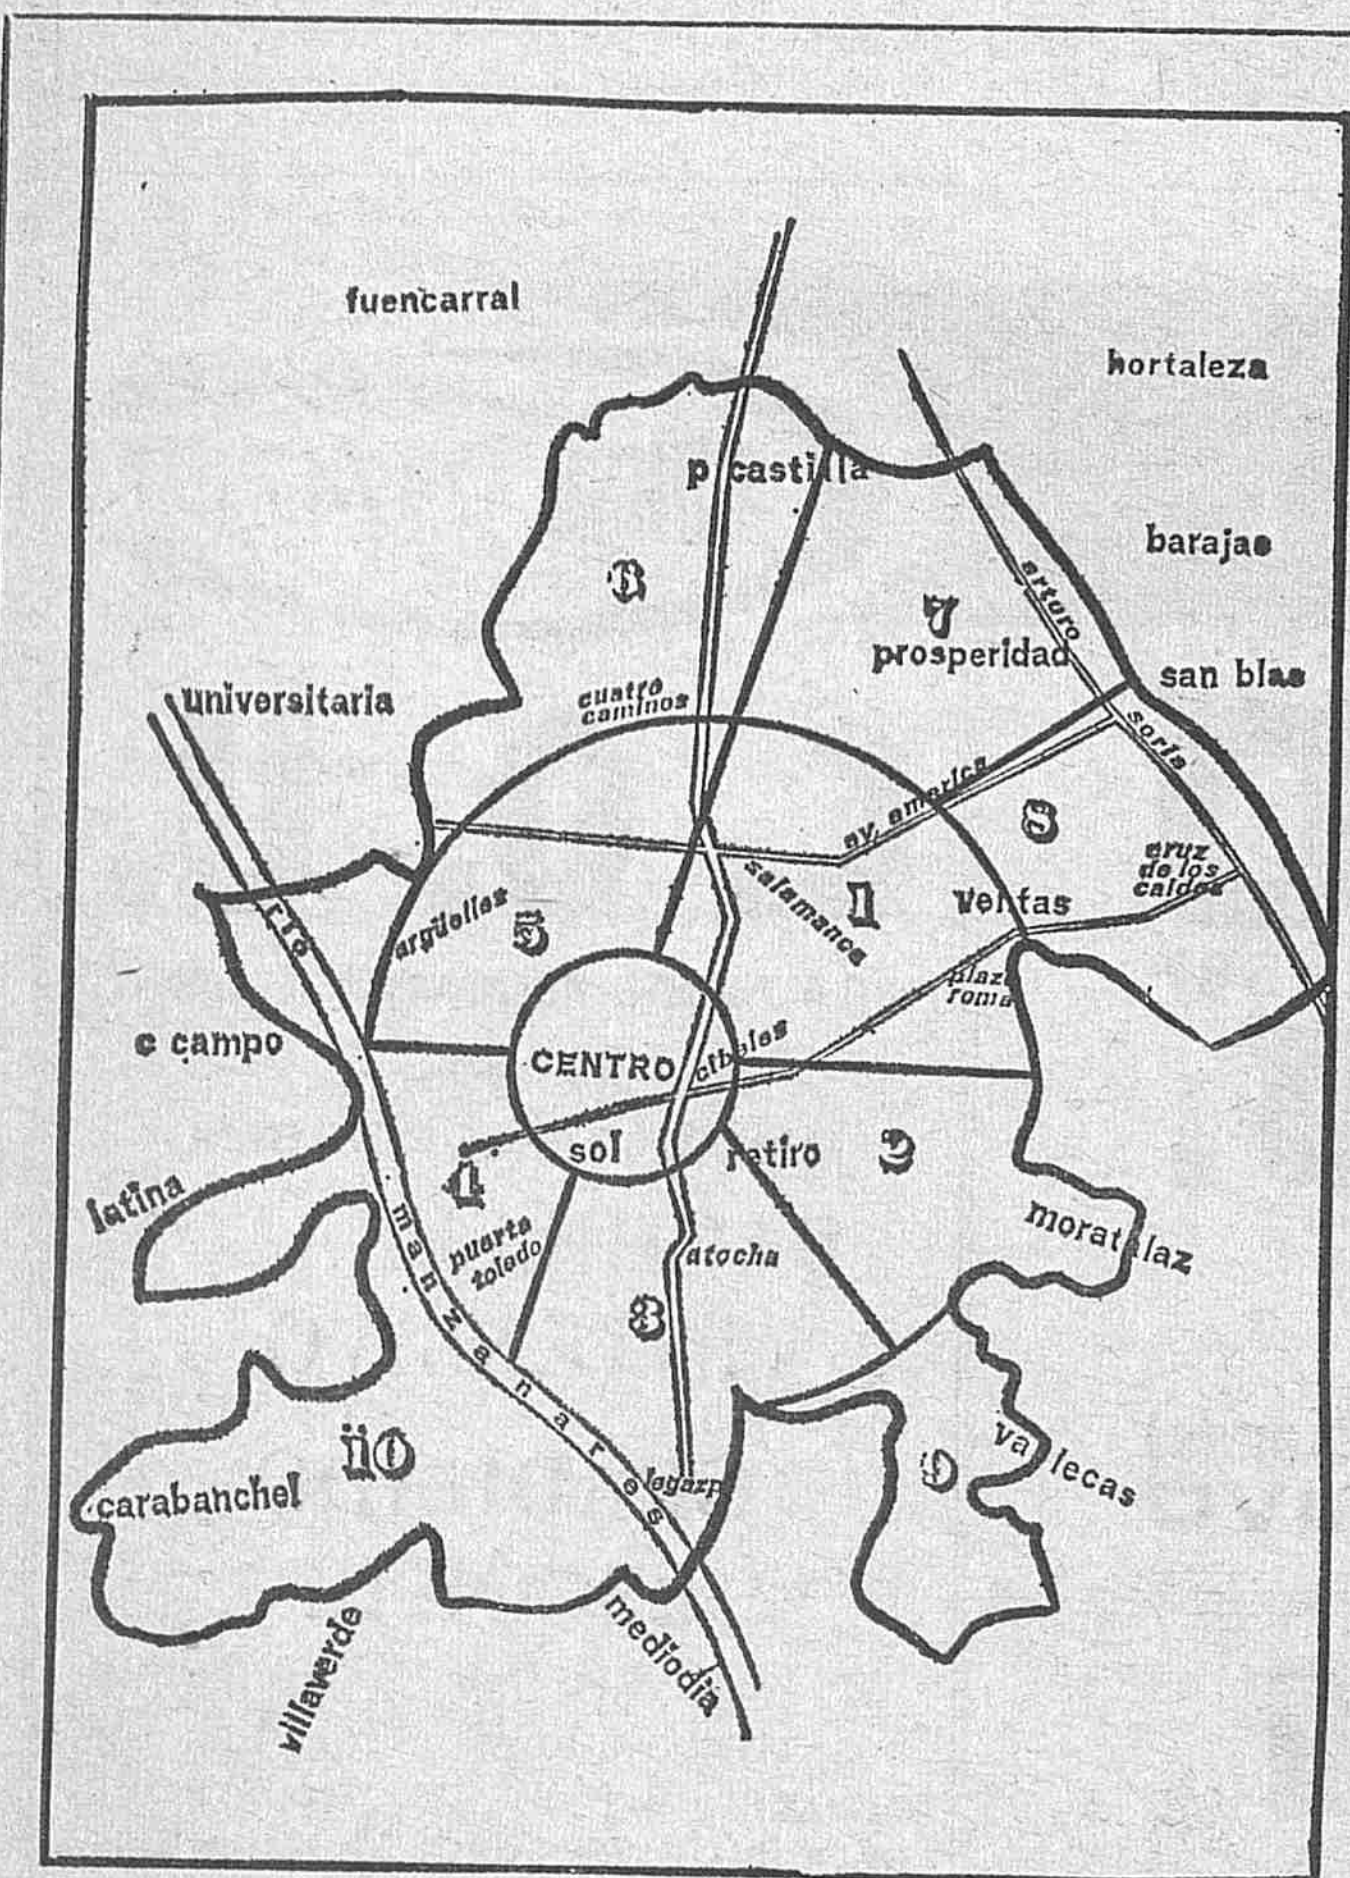 fuencarral
hortaleza
p castilla
barajas
6
arturo
7
prosperidad
san blas
universitaria
cuatro
caminos
soria
av. america
8
cruz
de los
caidos
salamanca
1
ventas
argüelles
5
rio
plaza
roma
c campo
CENTRO
cibeles
sol
retiro
2
4
latina
manzanares
moratalaz
puerta
toledo
atocha
3
10
carabanchel
vallecas
9
legazp
villaverde
mediodia